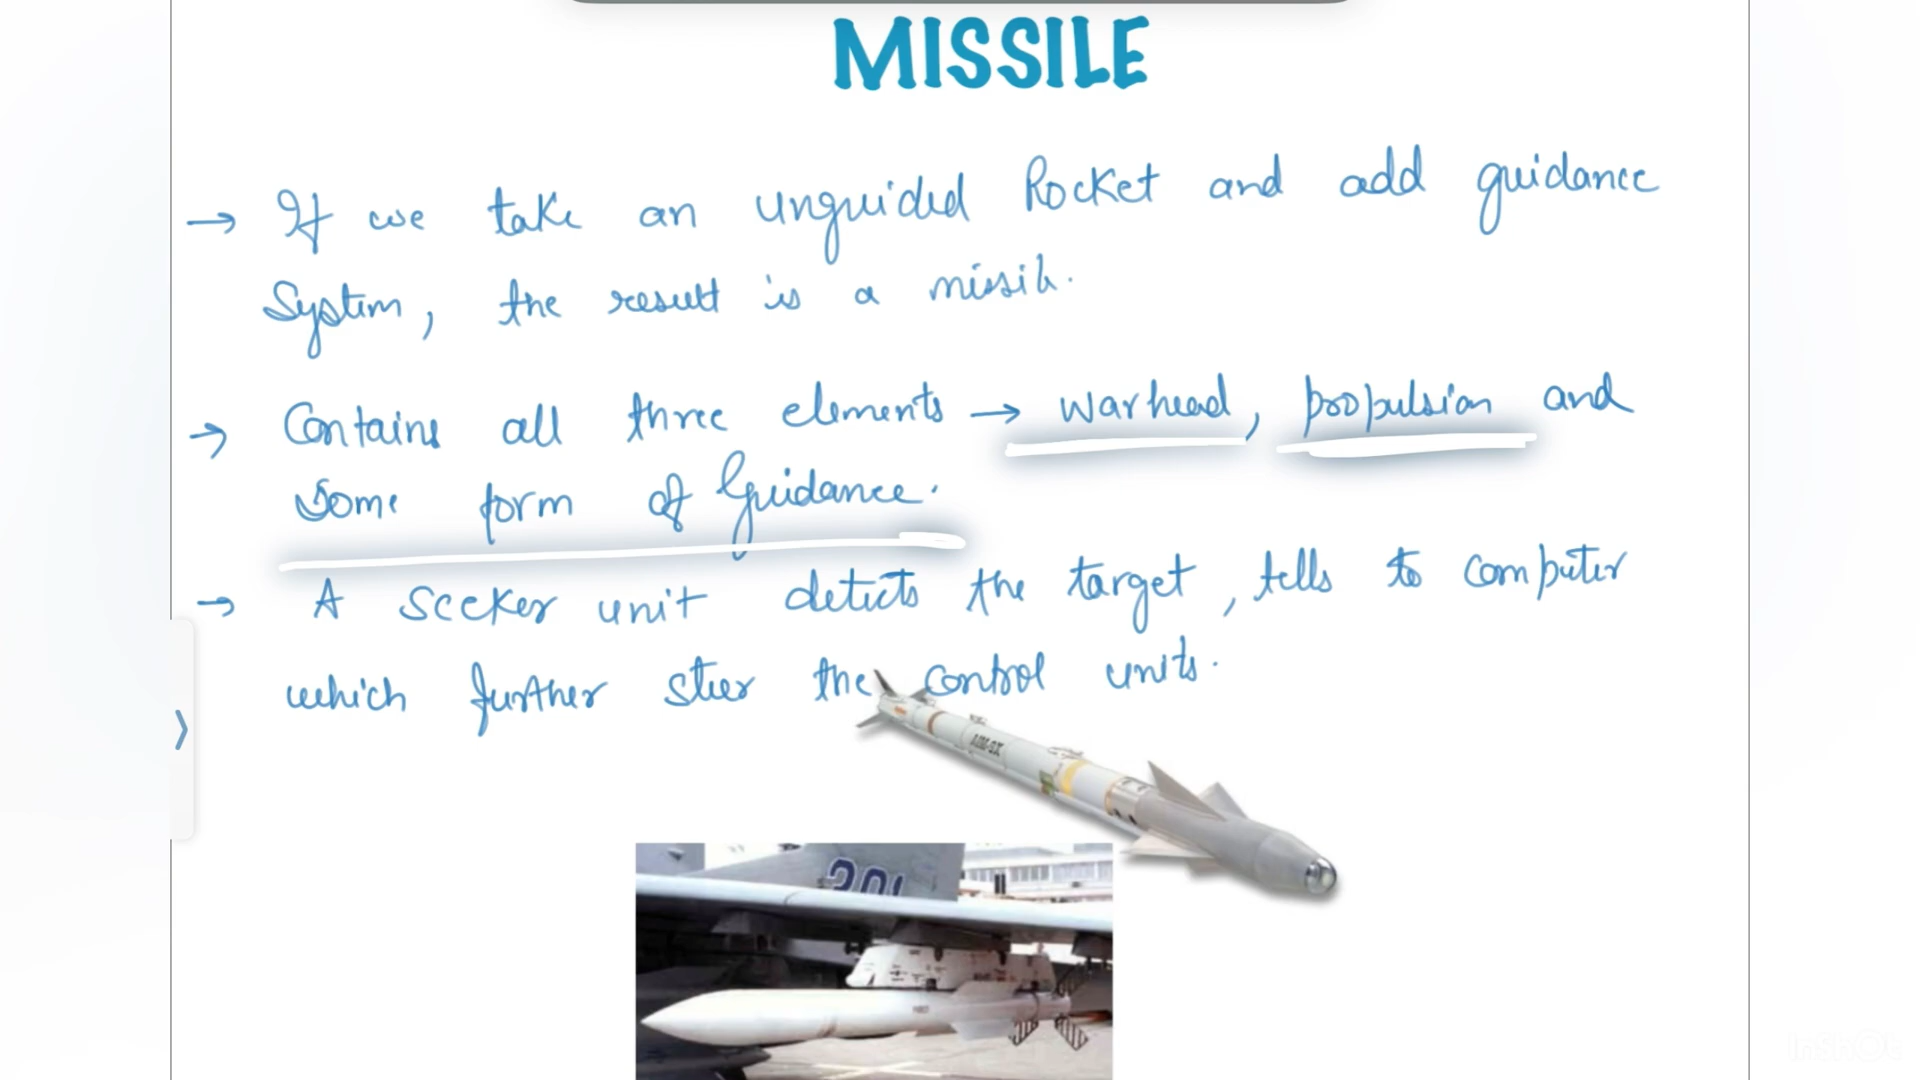 MISSILE
→ If we take an unguided Rocket and add guidance
System, the result is a missile.
→ Contains all three elements → warhead, propulsion and
Some form of Guidance.
→ A seeker unit detects the target, tells to computer
which further steer the control units.
AIM-9X
201
InShOt